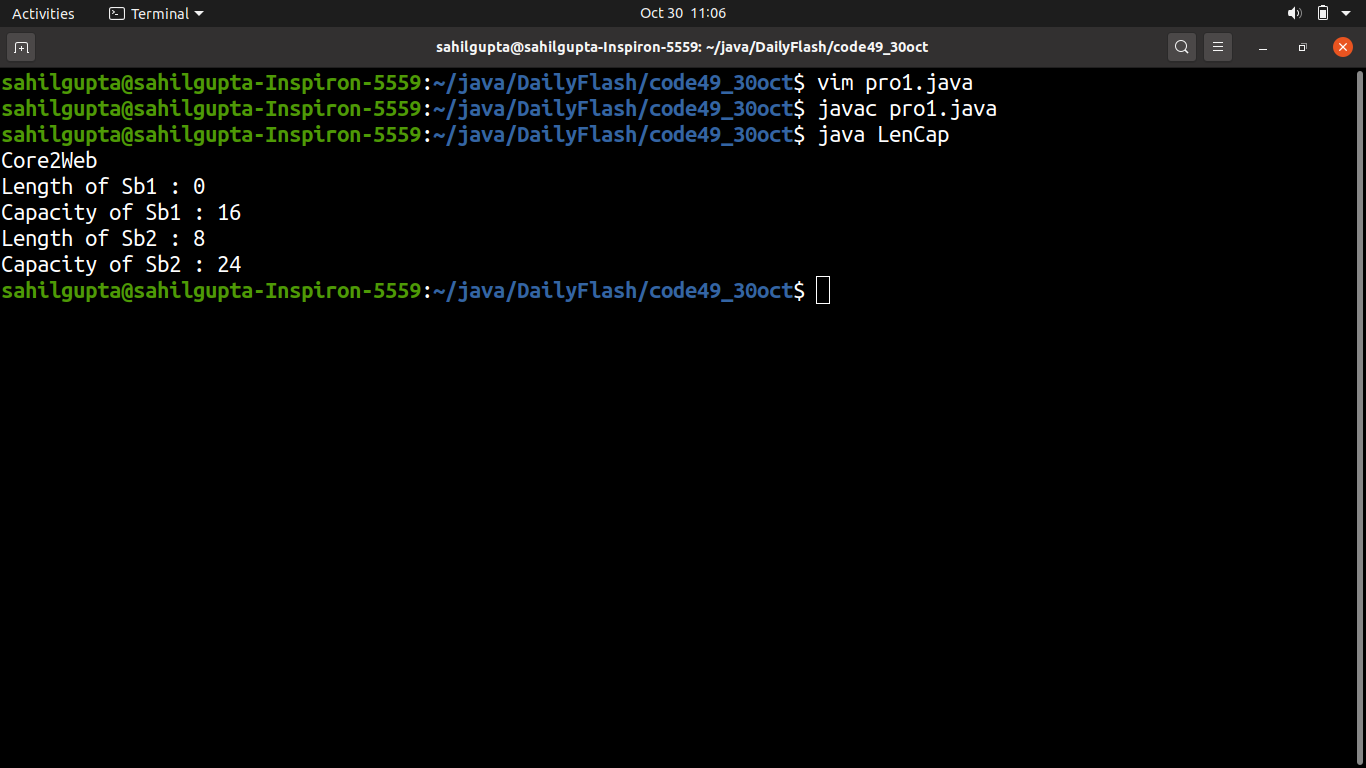 Activities Terminal Oct 30 11:06
sahilgupta@sahilgupta-Inspiron-5559: ~/java/DailyFlash/code49_30oct
sahilgupta@sahilgupta-Inspiron-5559:~/java/DailyFlash/code49_30oct$ vim pro1.java
sahilgupta@sahilgupta-Inspiron-5559:~/java/DailyFlash/code49_30oct$ javac pro1.java
sahilgupta@sahilgupta-Inspiron-5559:~/java/DailyFlash/code49_30oct$ java LenCap
Core2Web
Length of Sb1 : 0
Capacity of Sb1 : 16
Length of Sb2 : 8
Capacity of Sb2 : 24
sahilgupta@sahilgupta-Inspiron-5559:~/java/DailyFlash/code49_30oct$